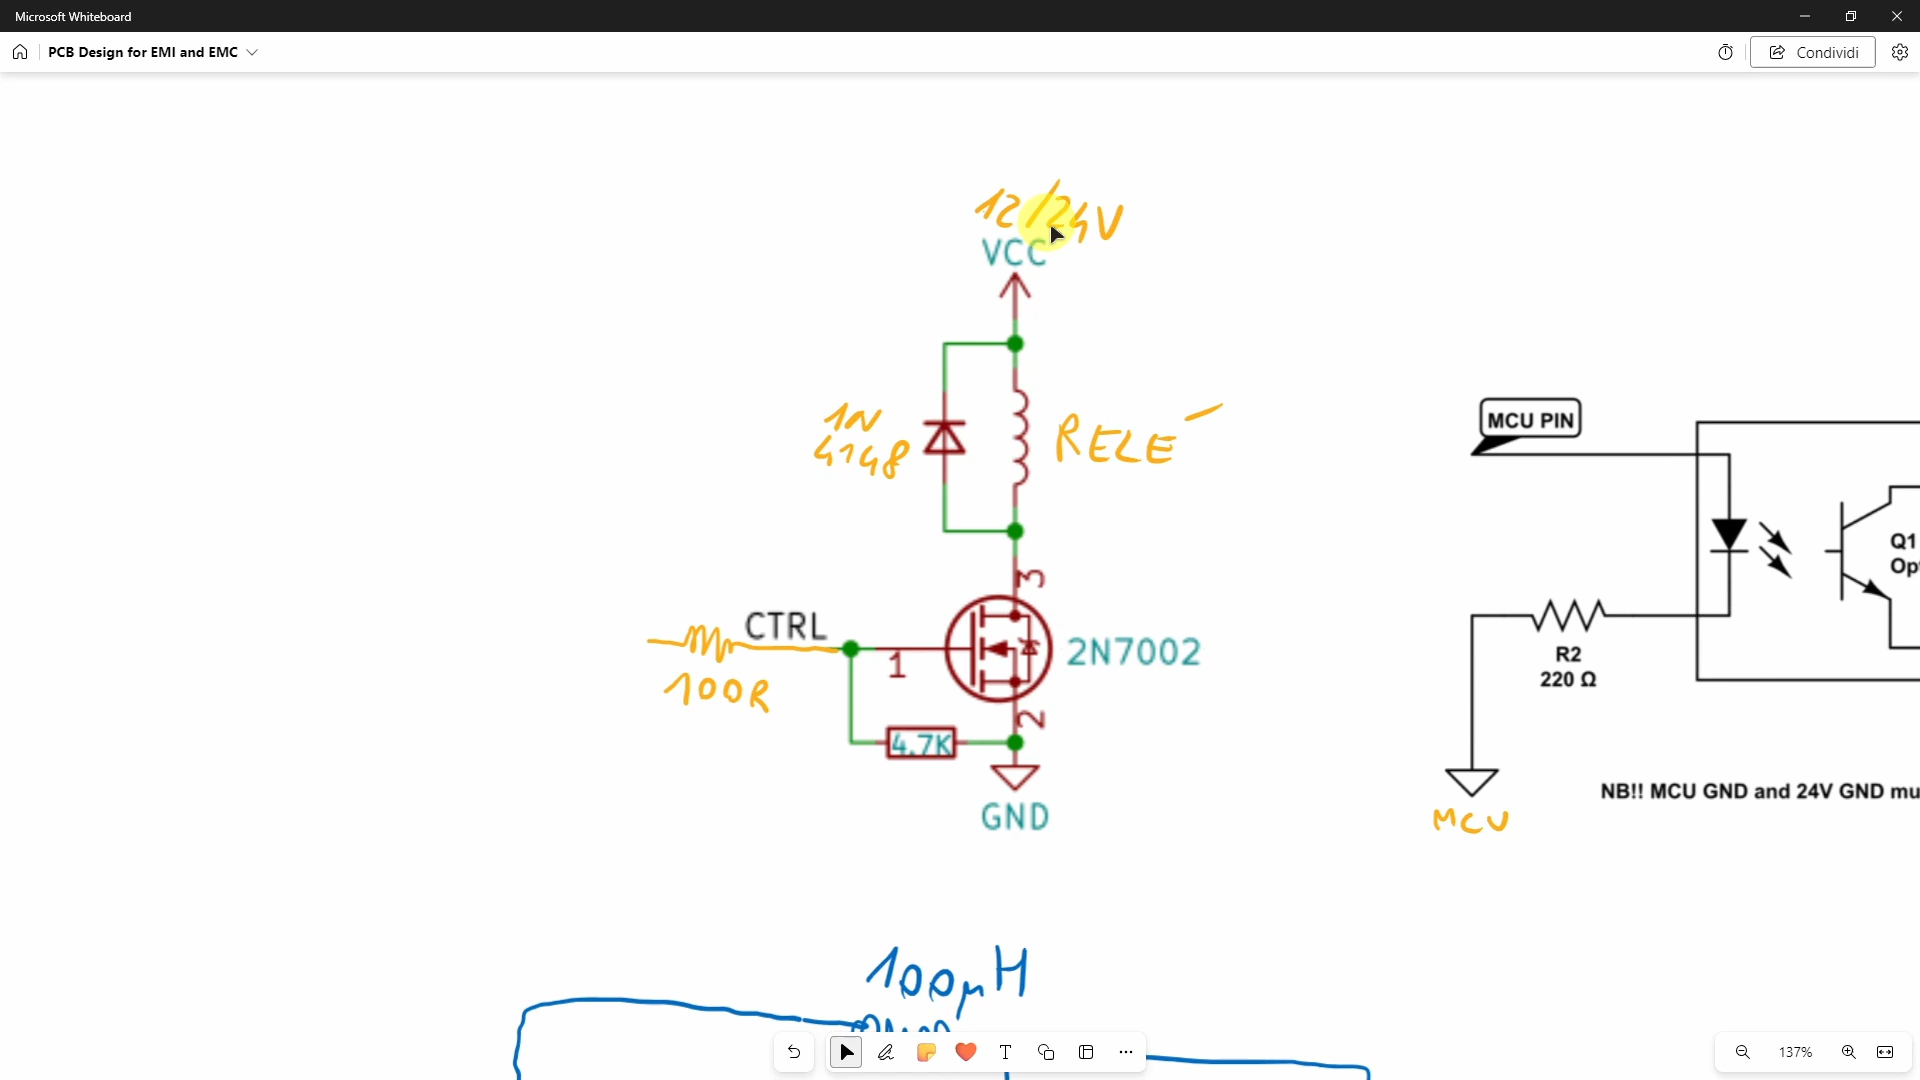 Microsoft Whiteboard
PCB Design for EMI and EMC
Condividi
12/24V
VCC
1N
4148
RELE
3
CTRL
1
2N7002
100R
2
4.7K
GND
MCU PIN
Q1
R2
220 Ω
NB!! MCU GND and 24V GND
MCU
100µH
T
137%